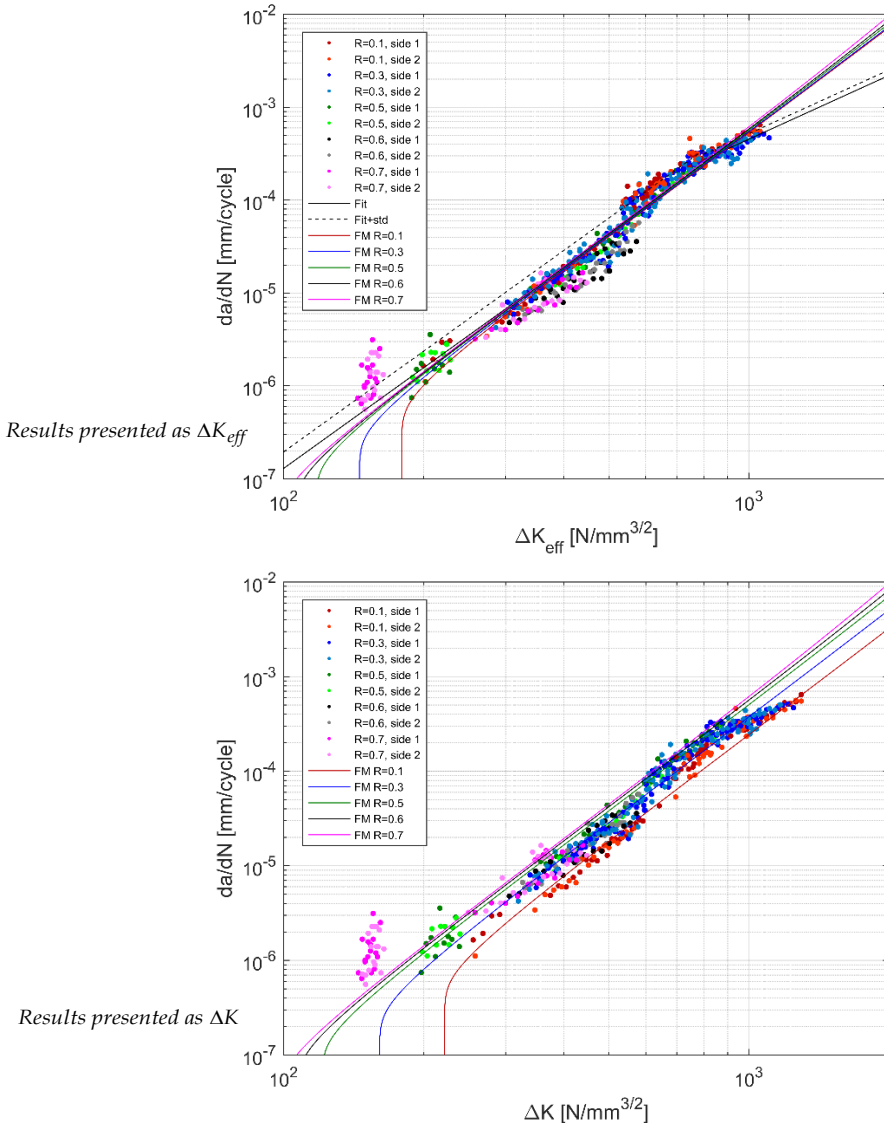 10^-2
10^-3
10^-4
10^-5
10^-6
10^-7
da/dN [mm/cycle]
R=0.1, side 1
R=0.1, side 2
R=0.3, side 1
R=0.3, side 2
R=0.5, side 1
R=0.5, side 2
R=0.6, side 1
R=0.6, side 2
R=0.7, side 1
R=0.7, side 2
Fit
Fit+std
FM R=0.1
FM R=0.3
FM R=0.5
FM R=0.6
FM R=0.7
Results presented as ΔK_eff
10^2
10^3
ΔK_eff [N/mm^3/2]
10^-2
10^-3
10^-4
10^-5
10^-6
10^-7
da/dN [mm/cycle]
R=0.1, side 1
R=0.1, side 2
R=0.3, side 1
R=0.3, side 2
R=0.5, side 1
R=0.5, side 2
R=0.6, side 1
R=0.6, side 2
R=0.7, side 1
R=0.7, side 2
FM R=0.1
FM R=0.3
FM R=0.5
FM R=0.6
FM R=0.7
Results presented as ΔK
10^2
10^3
ΔK [N/mm^3/2]